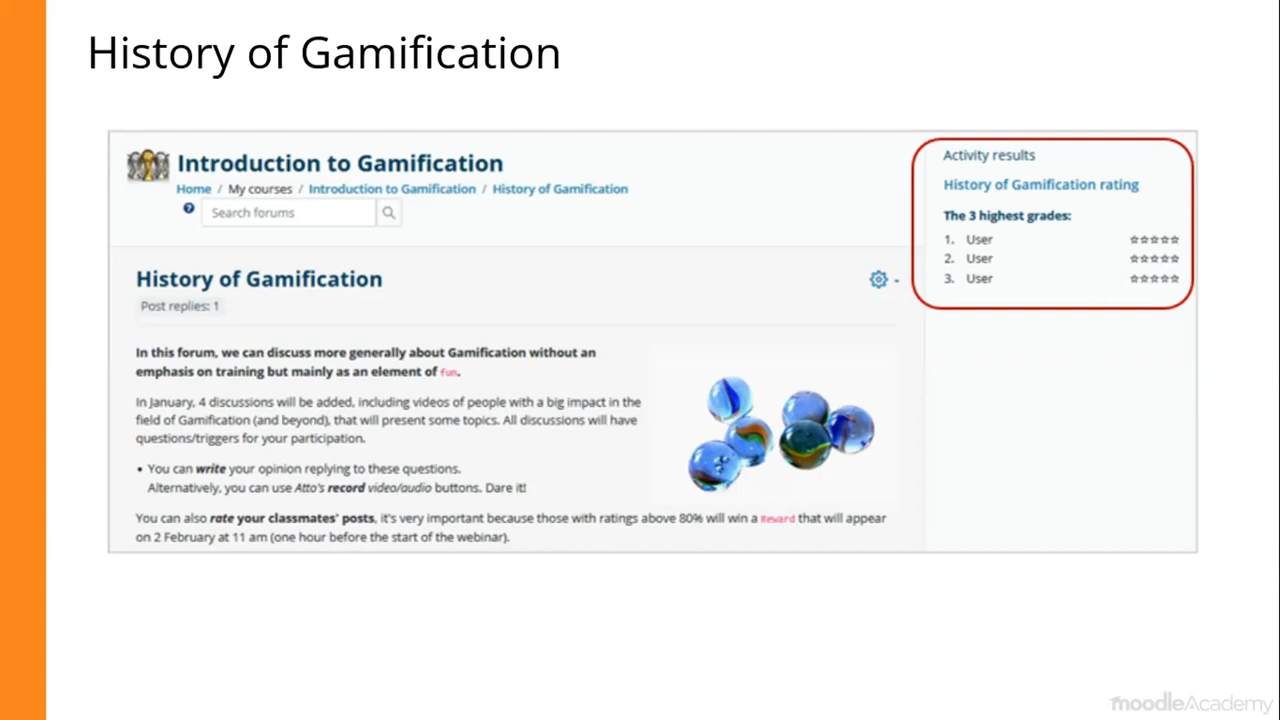 History of Gamification
Introduction to Gamification
Home / My courses / Introduction to Gamification / History of Gamification
Search forums
History of Gamification
Post replies: 1
In this forum, we can discuss more generally about Gamification without an
emphasis on training but mainly as an element of fun.
In January, 4 discussions will be added, including videos of people with a big impact in the
field of Gamification (and beyond), that will present some topics. All discussions will have
questions/triggers for your participation.
• You can write your opinion replying to these questions.
Alternatively, you can use Atto's record video/audio buttons. Dare it!
You can also rate your classmates' posts, it's very important because those with ratings above 80% will win a Reward that will appear
on 2 February at 11 am (one hour before the start of the webinar).
Activity results
History of Gamification rating
The 3 highest grades:
1. User ☆☆☆☆☆
2. User ☆☆☆☆☆
3. User ☆☆☆☆☆
moodleAcademy